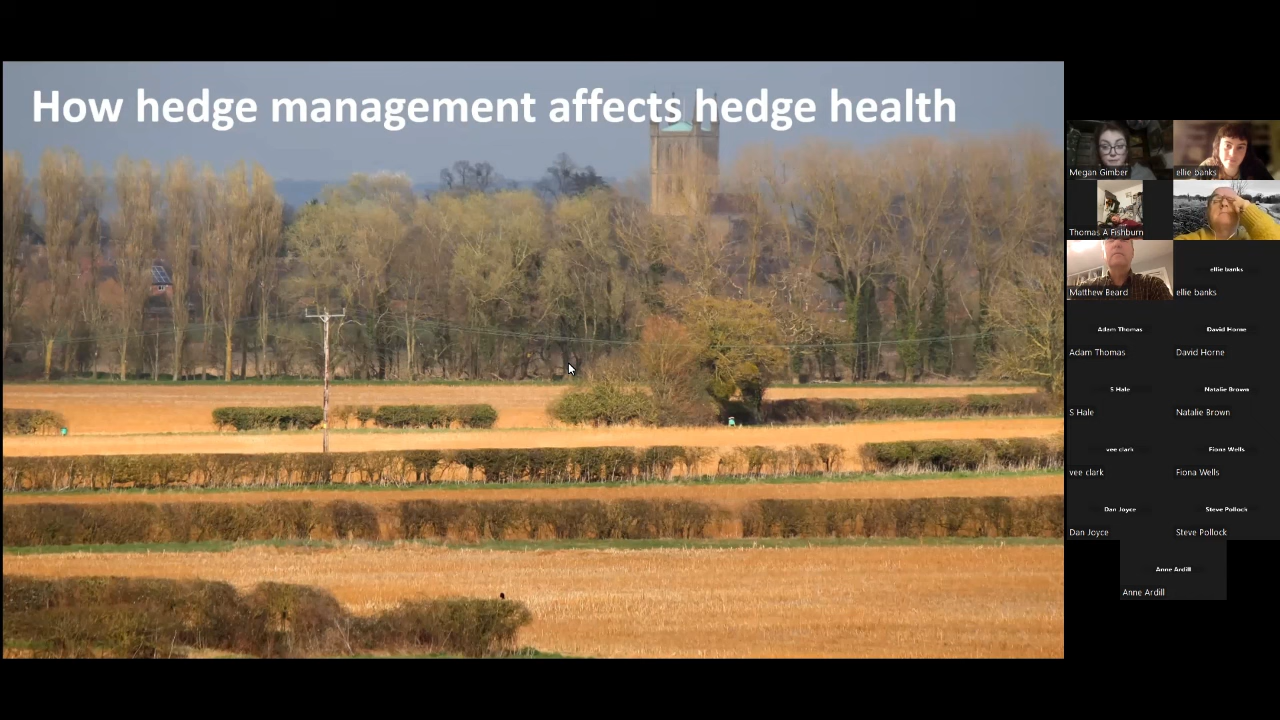 How hedge management affects hedge health
Megan Gimber
ellie banks
Thomas A Fishburn
Matthew Beard
ellie banks
ellie banks
Adam Thomas
David Horne
Adam Thomas
David Horne
S Hale
Natalie Brown
S Hale
Natalie Brown
vee clark
Fiona Wells
vee clark
Fiona Wells
Dan Joyce
Steve Pollock
Dan Joyce
Steve Pollock
Anne Ardill
Anne Ardill